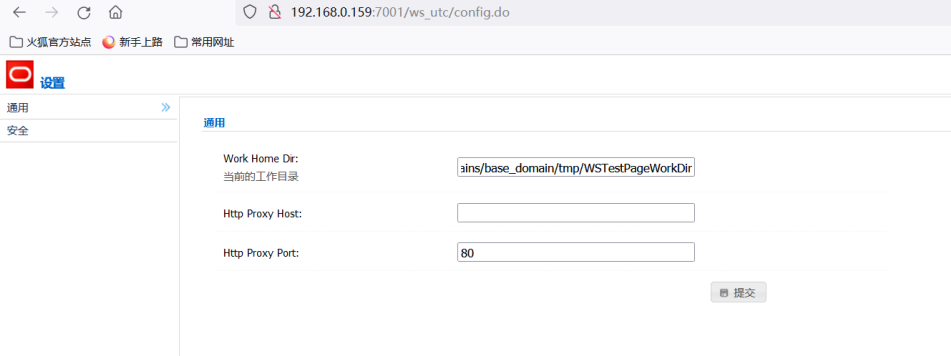 192.168.0.159:7001/ws_utc/config.do
火狐官方站点 新手上路 常用网址
设置
通用
安全
通用
Work Home Dir:
当前的工作目录
ains/base_domain/tmp/WSTestPageWorkDir
Http Proxy Host:
Http Proxy Port:
80
提交